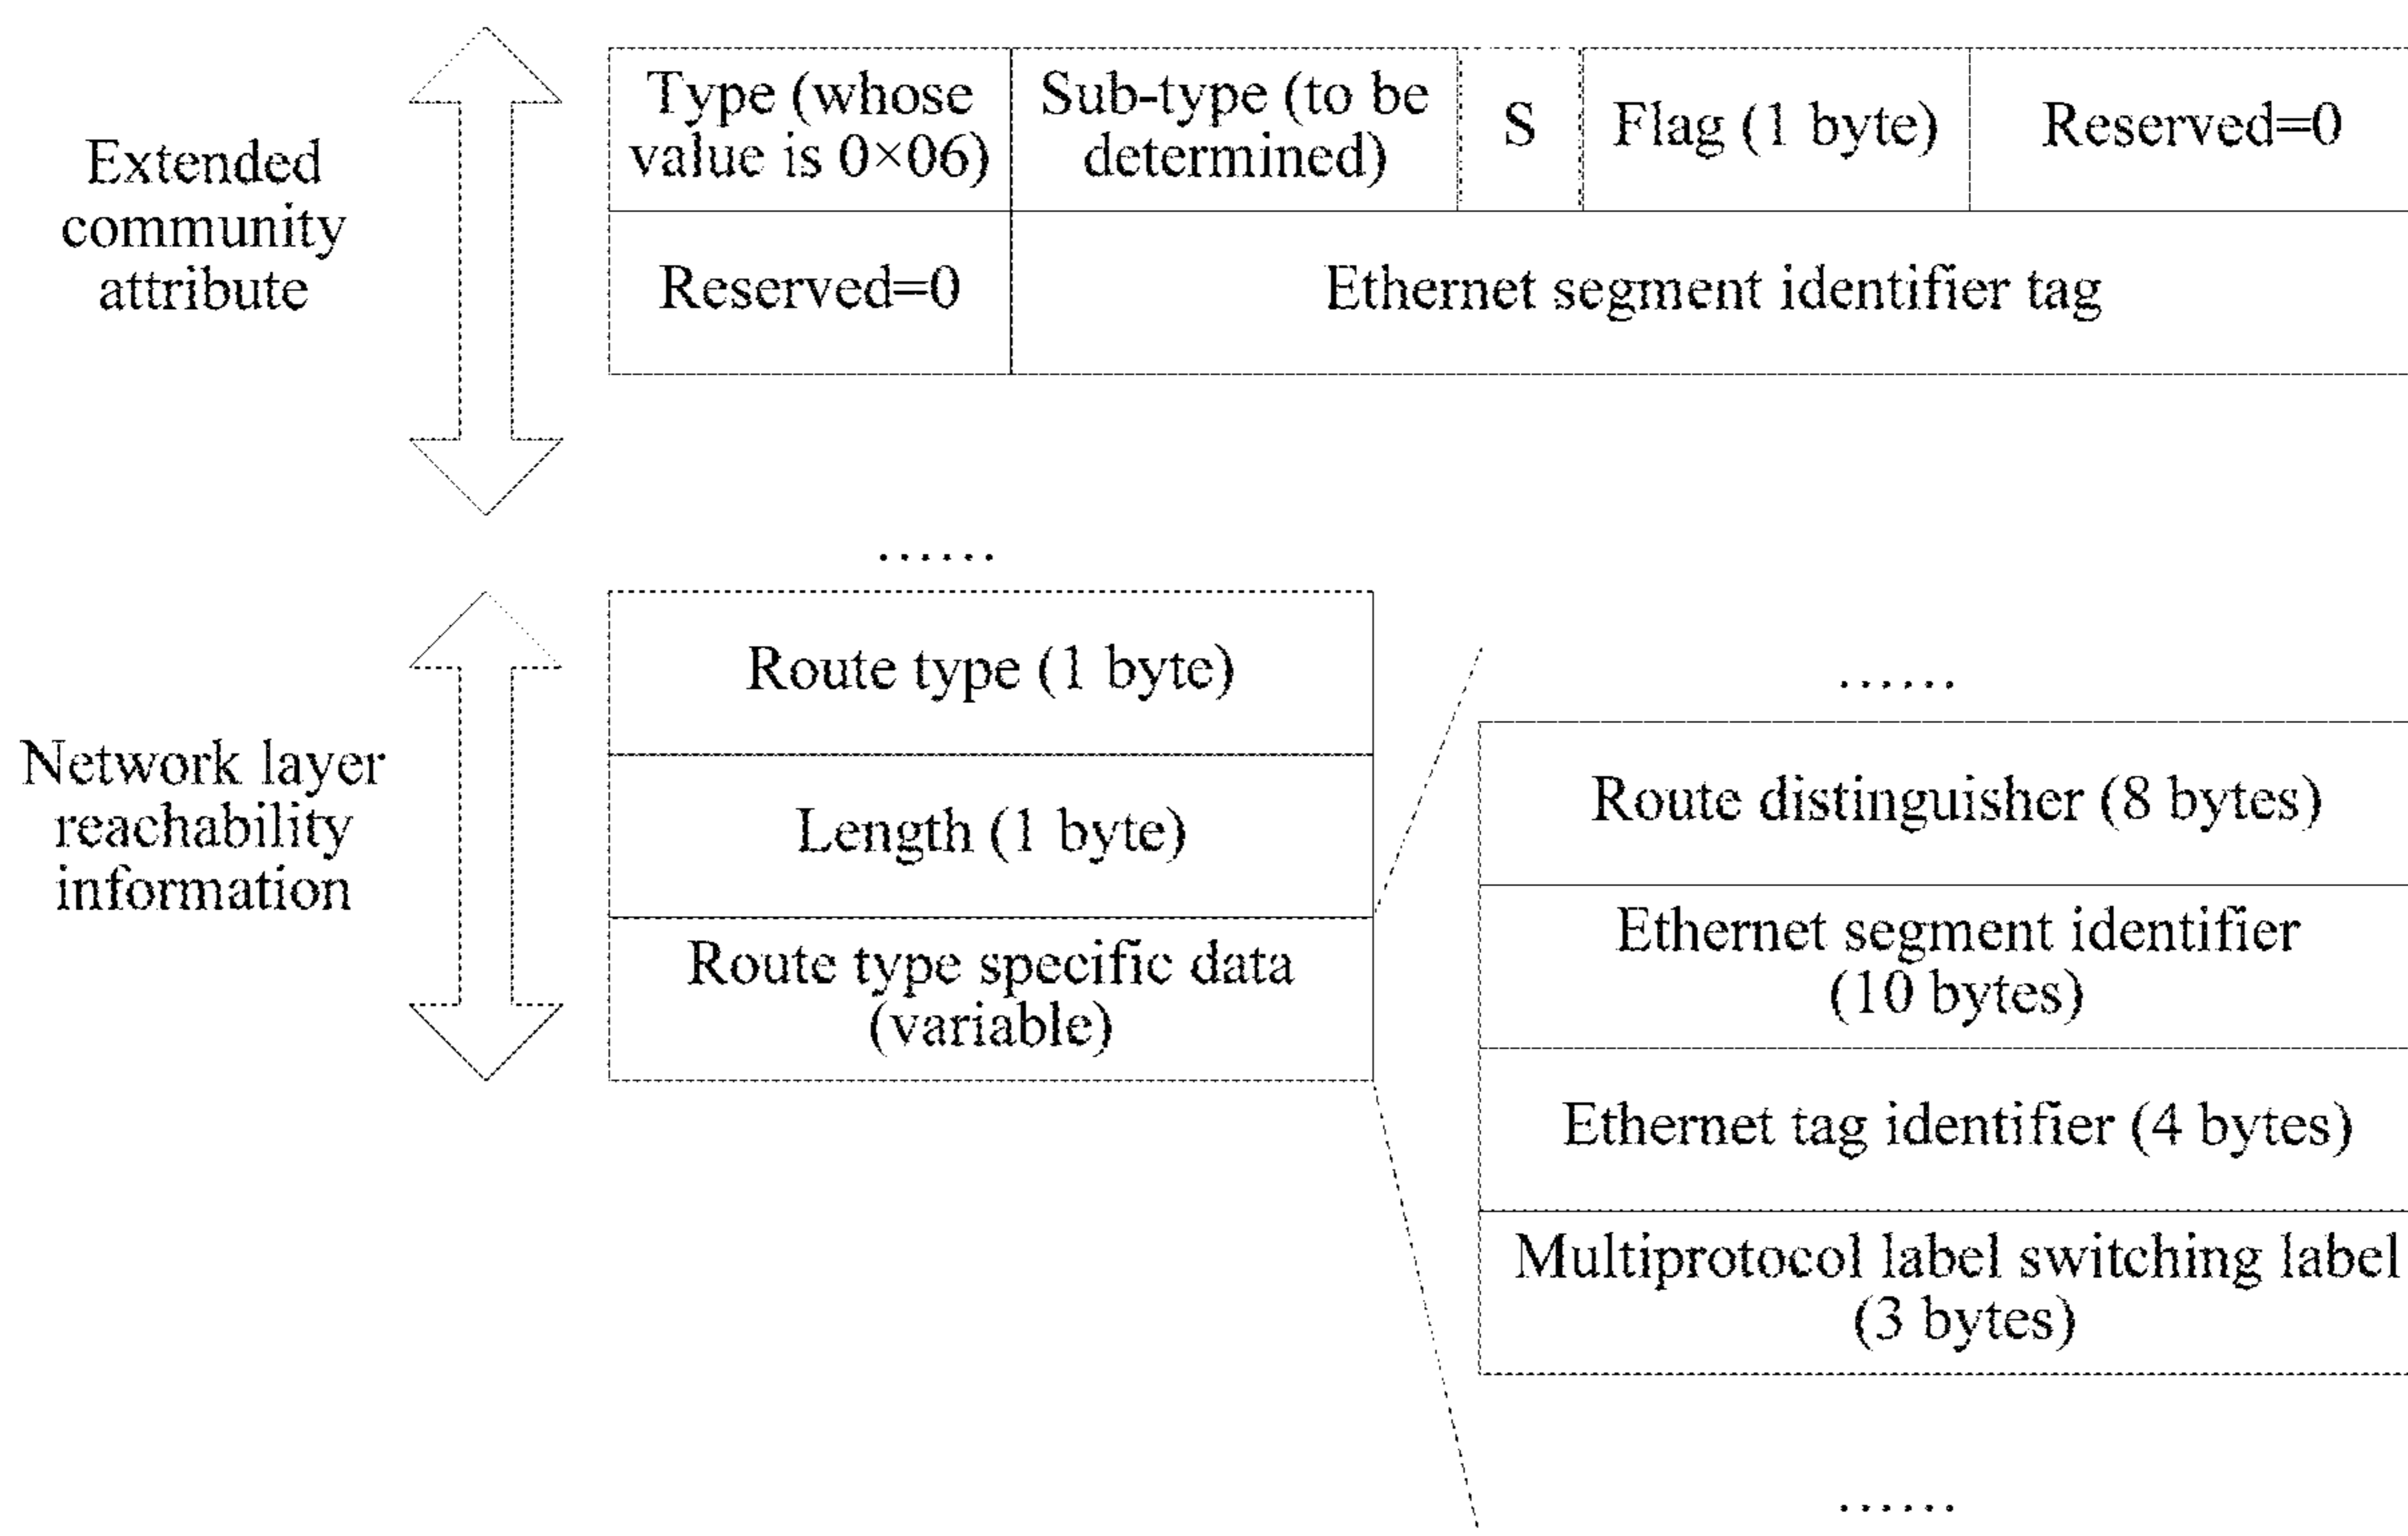 Extended
community
attribute
Type (whose
value is 0×06)
Sub-type (to be
determined)
S
Flag (1 byte)
Reserved=0
Reserved=0
Ethernet segment identifier tag
......
Network layer
reachability
information
Route type (1 byte)
Length (1 byte)
Route type specific data
(variable)
......
Route distinguisher (8 bytes)
Ethernet segment identifier
(10 bytes)
Ethernet tag identifier (4 bytes)
Multiprotocol label switching label
(3 bytes)
......